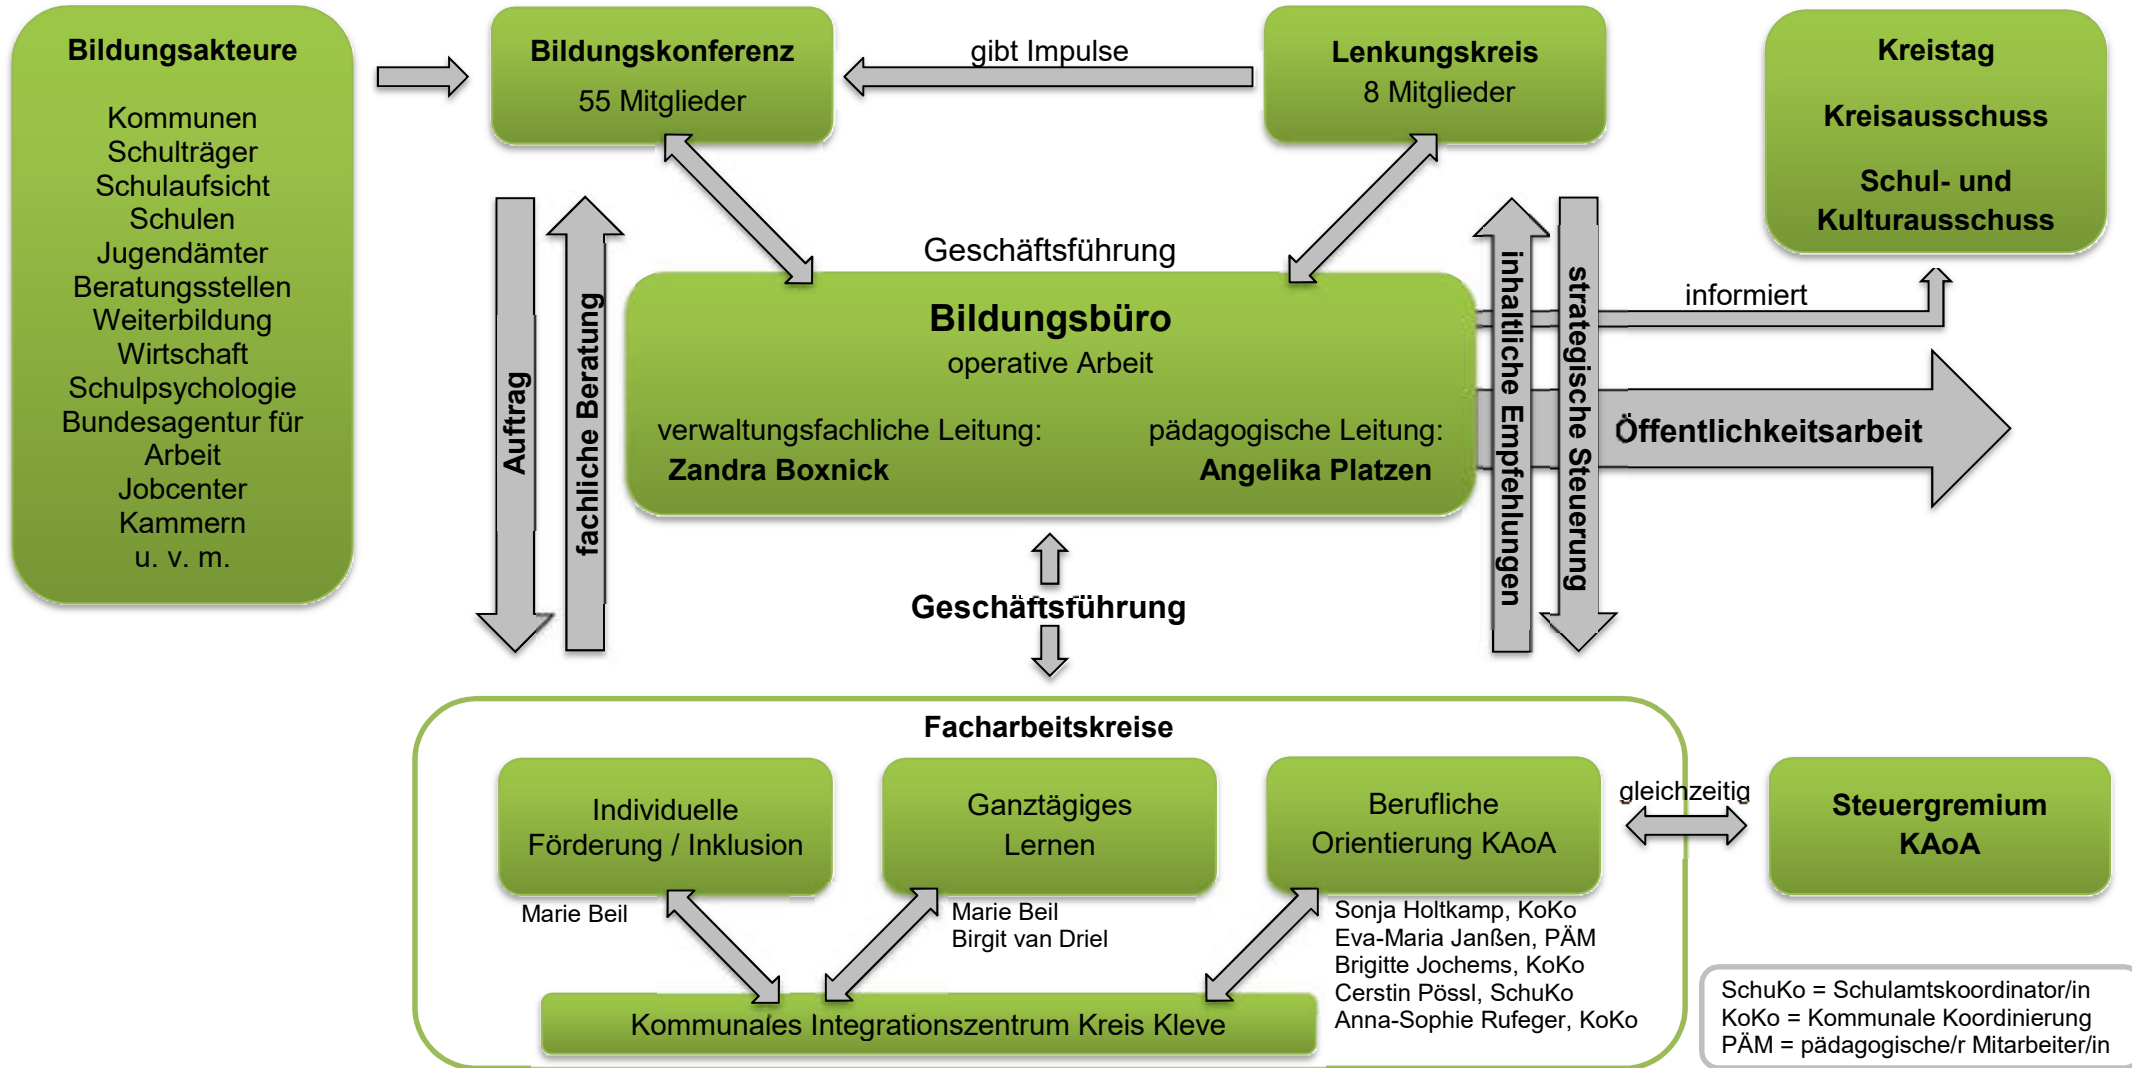 Bildungsakteure
Kommunen
Schulträger
Schulaufsicht
Schulen
Jugendämter
Beratungsstellen
Weiterbildung
Wirtschaft
Schulpsychologie
Bundesagentur für
Arbeit
Jobcenter
Kammern
u. v. m.
Bildungskonferenz
55 Mitglieder
gibt Impulse
Lenkungskreis
8 Mitglieder
Kreistag
Kreisausschuss
Schul- und
Kulturausschuss
Auftrag
fachliche Beratung
Geschäftsführung
Bildungsbüro
operative Arbeit
verwaltungsfachliche Leitung:
Zandra Boxnick
pädagogische Leitung:
Angelika Platzen
inhaltliche Empfehlungen
strategische Steuerung
informiert
Öffentlichkeitsarbeit
Geschäftsführung
Facharbeitskreise
Individuelle
Förderung / Inklusion
Marie Beil
Ganztägiges
Lernen
Marie Beil
Birgit van Driel
Berufliche
Orientierung KAoA
Sonja Holtkamp, KoKo
Eva-Maria Janßen, PÄM
Brigitte Jochems, KoKo
Cerstin Pössl, SchuKo
Anna-Sophie Rufeger, KoKo
gleichzeitig
Steuergremium
KAoA
Kommunales Integrationszentrum Kreis Kleve
SchuKo = Schulamtskoordinator/in
KoKo = Kommunale Koordinierung
PÄM = pädagogische/r Mitarbeiter/in